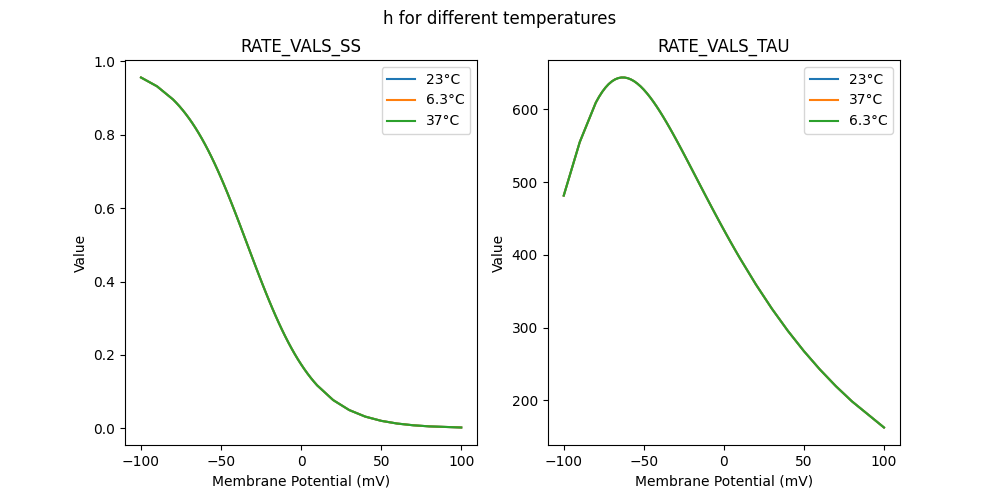 h for different temperatures
RATE_VALS_SS
1.0
0.8
0.6
0.4
0.2
0.0
Value
−100
−50
0
50
100
Membrane Potential (mV)
23°C
6.3°C
37°C
RATE_VALS_TAU
600
500
400
300
200
Value
−100
−50
0
50
100
Membrane Potential (mV)
23°C
37°C
6.3°C